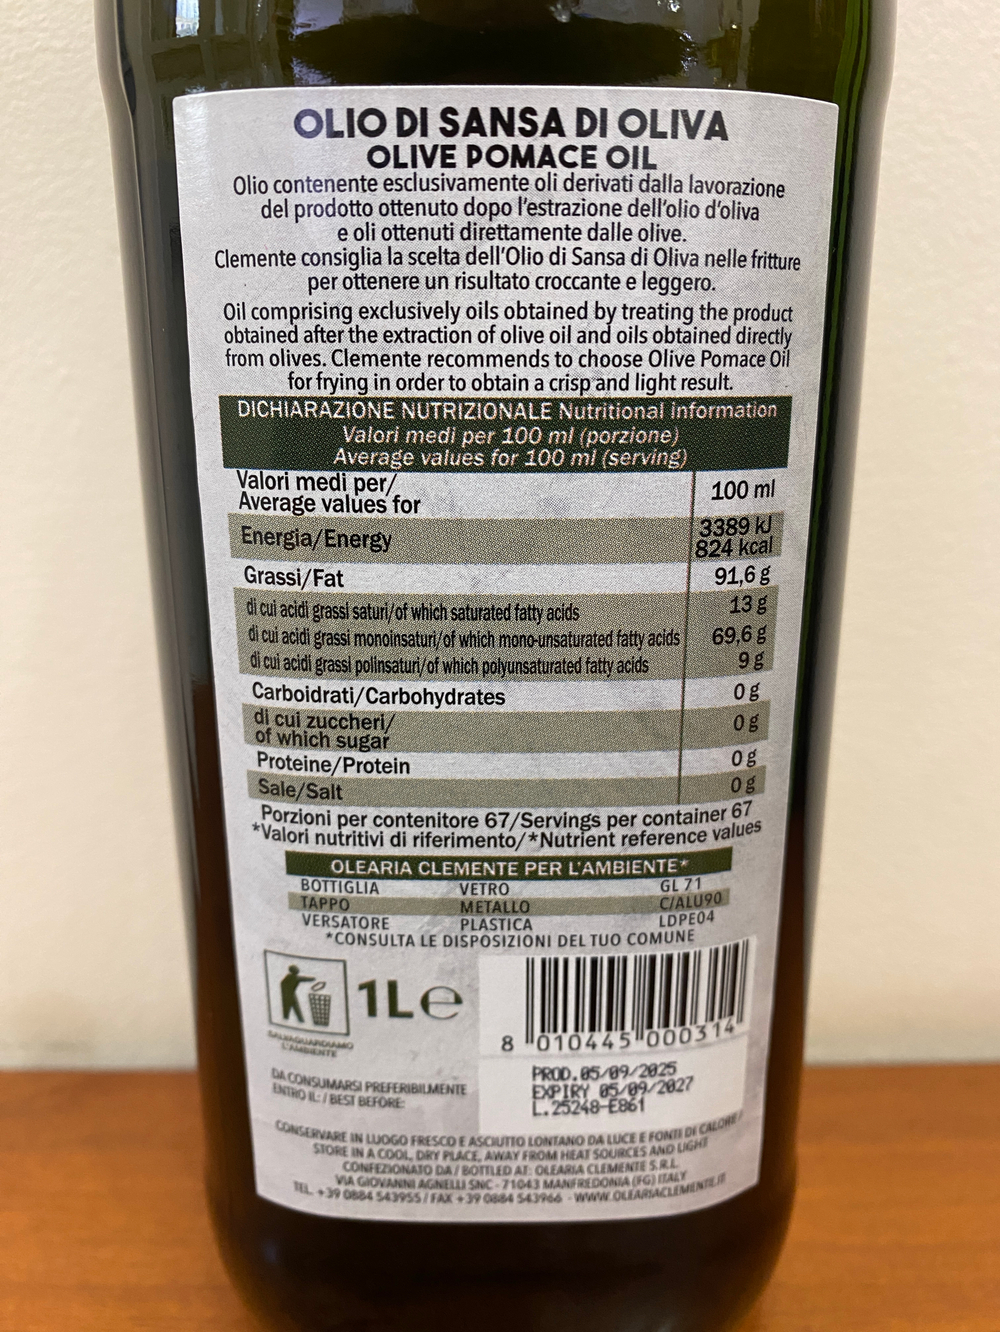 OLIO DI SANSA DI OLIVA
OLIVE POMACE OIL
Olio contenente esclusivamente oli derivati dalla lavorazione
del prodotto ottenuto dopo l'estrazione dell'olio d'oliva
e oli ottenuti direttamente dalle olive.
Clemente consiglia la scelta dell'Olio di Sansa di Oliva nelle fritture
per ottenere un risultato croccante e leggero.
Oil comprising exclusively oils obtained by treating the product
obtained after the extraction of olive oil and oils obtained directly
from olives. Clemente recommends to choose Olive Pomace Oil
for frying in order to obtain a crisp and light result.
DICHIARAZIONE NUTRIZIONALE Nutritional information
Valori medi per 100 ml (porzione)
Average values for 100 ml (serving)
Valori medi per/
Average values for 100 ml
Energia/Energy 3389 kJ
824 kcal
Grassi/Fat 91,6 g
di cui acidi grassi saturi/of which saturated fatty acids 13 g
di cui acidi grassi monoinsaturi/of which mono-unsaturated fatty acids 69,6 g
di cui acidi grassi polinsaturi/of which polyunsaturated fatty acids 9 g
Carboidrati/Carbohydrates 0 g
di cui zuccheri/
of which sugar 0 g
Proteine/Protein 0 g
Sale/Salt 0 g
Porzioni per contenitore 67/Servings per container 67
*Valori nutritivi di riferimento/*Nutrient reference values
OLEARIA CLEMENTE PER L'AMBIENTE*
BOTTIGLIA VETRO GL 71
TAPPO METALLO C/ALU90
VERSATORE PLASTICA LDPE04
*CONSULTA LE DISPOSIZIONI DEL TUO COMUNE
1L e
SALVAGUARDIAMO
L'AMBIENTE
8 010445 000314
DA CONSUMARSI PREFERIBILMENTE
ENTRO IL: / BEST BEFORE:
PROD.05/09/2025
EXPIRY 05/09/2027
L.25248-E861
CONSERVARE IN LUOGO FRESCO E ASCIUTTO LONTANO DA LUCE E FONTI DI CALORE /
STORE IN A COOL, DRY PLACE, AWAY FROM HEAT SOURCES AND LIGHT
CONFEZIONATO DA / BOTTLED AT: OLEARIA CLEMENTE S.R.L.
VIA GIOVANNI AGNELLI SNC - 71043 MANFREDONIA (FG) ITALY
TEL. +39 0884 543955 / FAX +39 0884 543966 - WWW.OLEARIACLEMENTE.IT